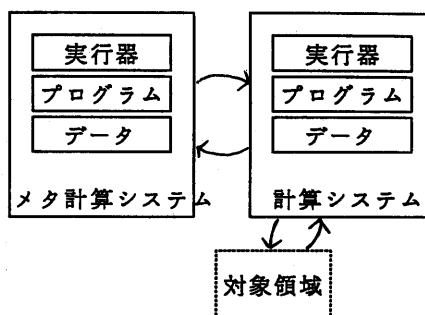 実行器
プログラム
データ
メタ計算システム
実行器
プログラム
データ
計算システム
対象領域